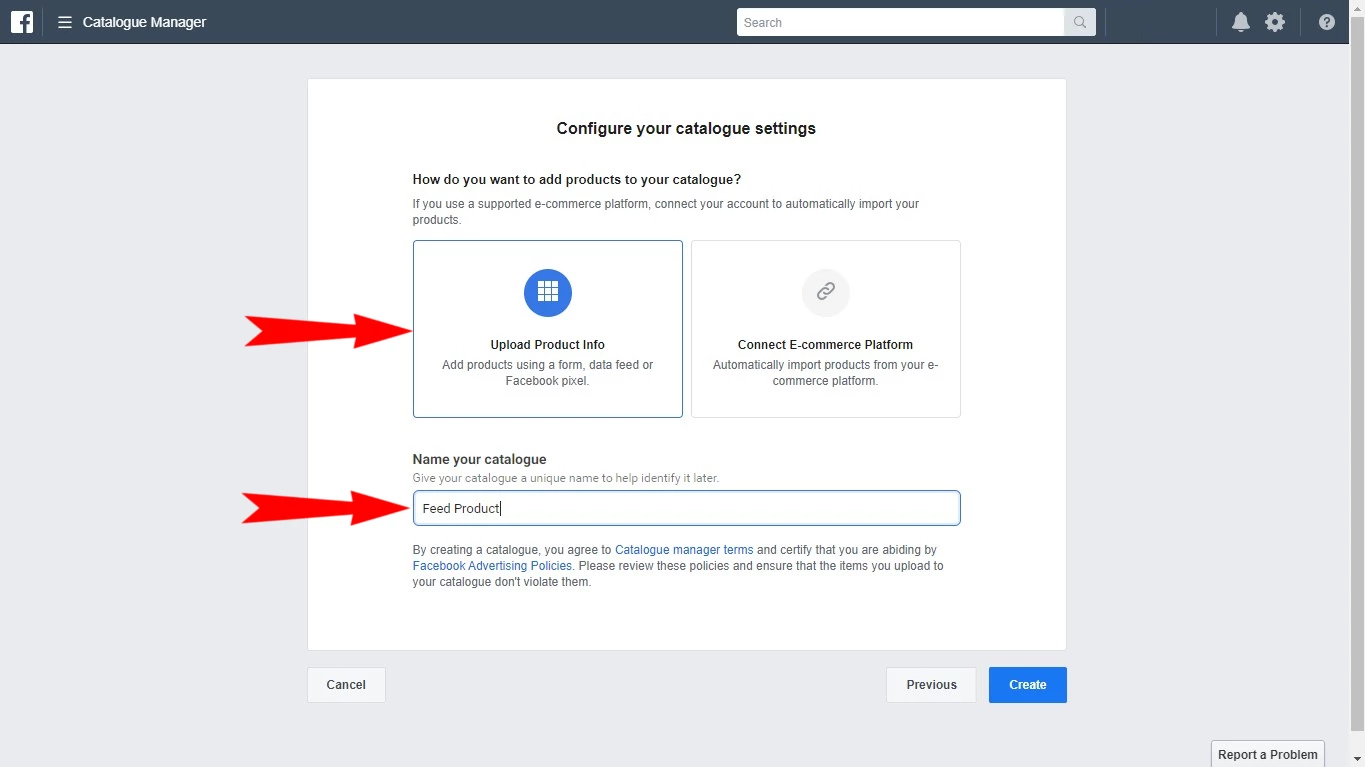 Catalogue Manager
Search
Configure your catalogue settings
How do you want to add products to your catalogue?
If you use a supported e-commerce platform, connect your account to automatically import your
products.
Upload Product Info
Add products using a form, data feed or
Facebook pixel.
Connect E-commerce Platform
Automatically import products from your e-
commerce platform.
Name your catalogue
Give your catalogue a unique name to help identify it later.
Feed Product
By creating a catalogue, you agree to Catalogue manager terms and certify that you are abiding by
Facebook Advertising Policies. Please review these policies and ensure that the items you upload to
your catalogue don't violate them.
Cancel
Previous
Create
Report a Problem